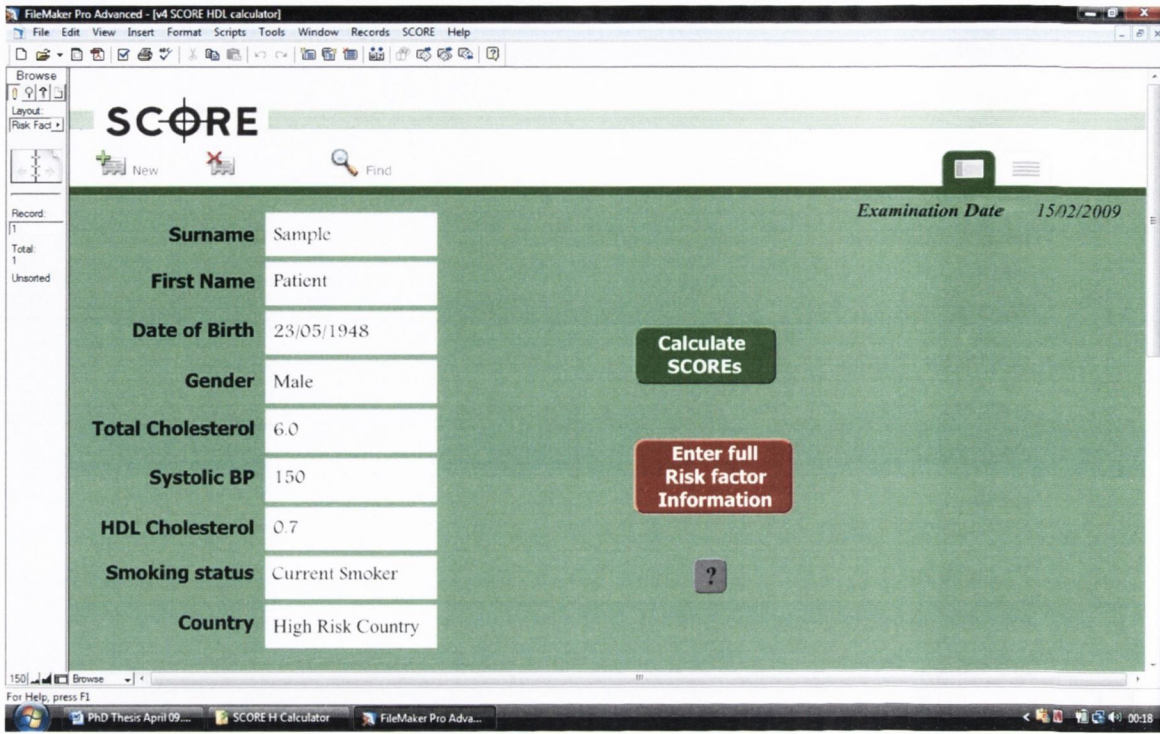 FileMaker Pro Advanced - [v4 SCORE HDL calculator]
File Edit View Insert Format Scripts Tools Window Records SCORE Help
Browse
Layout:
Risk Fact
SCORE
New
Find
Record:
1
Total:
1
Unsorted
Examination Date 15/02/2009
Surname Sample
First Name Patient
Date of Birth 23/05/1948
Gender Male
Total Cholesterol 6.0
Systolic BP 150
HDL Cholesterol 0.7
Smoking status Current Smoker
Country High Risk Country
Calculate
SCOREs
Enter full
Risk factor
Information
?
150 Browse
For Help, press F1
PhD Thesis April 09.... SCORE H Calculator FileMaker Pro Adva... 00:18